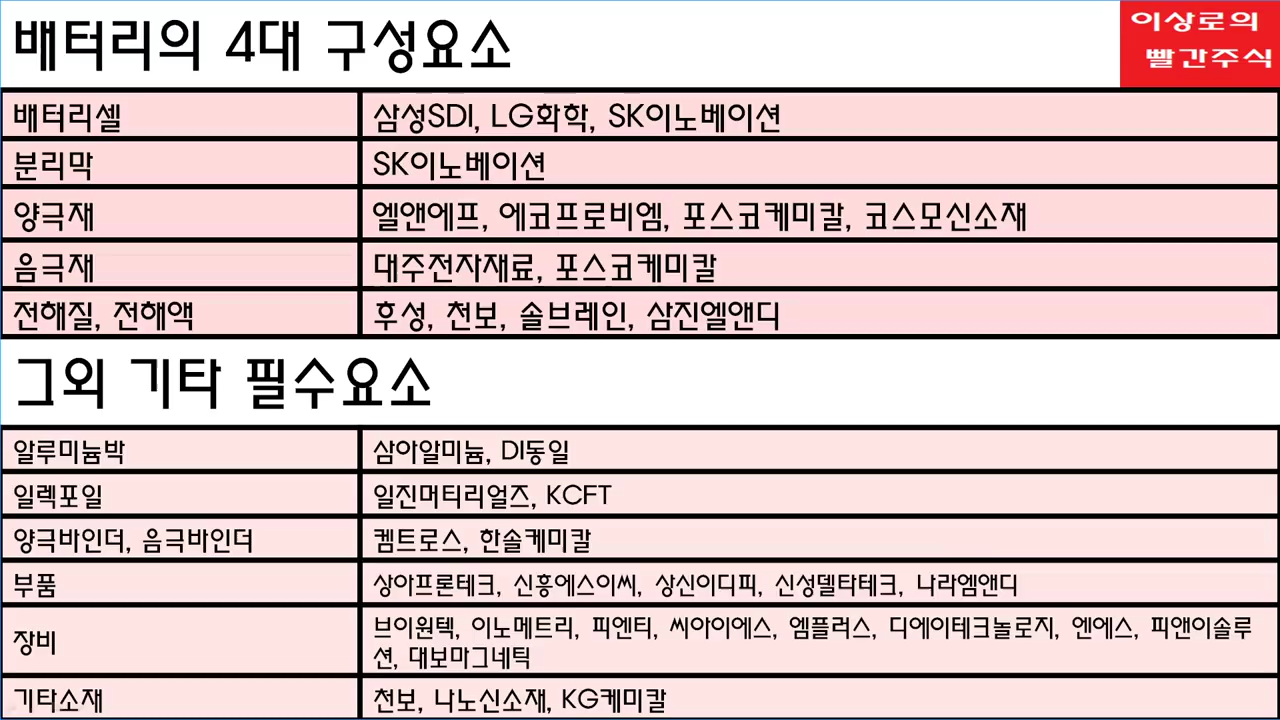 배터리의 4대 구성요소
이상로의
빨간주식
배터리셀 삼성SDI, LG화학, SK이노베이션
분리막 SK이노베이션
양극재 엘앤에프, 에코프로비엠, 포스코케미칼, 코스모신소재
음극재 대주전자재료, 포스코케미칼
전해질, 전해액 후성, 천보, 솔브레인, 삼진엘앤디
그외 기타 필수요소
알루미늄박 삼아알미늄, DI동일
일렉포일 일진머티리얼즈, KCFT
양극바인더, 음극바인더 켐트로스, 한솔케미칼
부품 상아프론테크, 신흥에스이씨, 상신이디피, 신성델타테크, 나라엠앤디
장비 브이원텍, 이노메트리, 피엔티, 씨아이에스, 엠플러스, 디에이테크놀로지, 엔에스, 피앤이솔루
션, 대보마그네틱
기타소재 천보, 나노신소재, KG케미칼